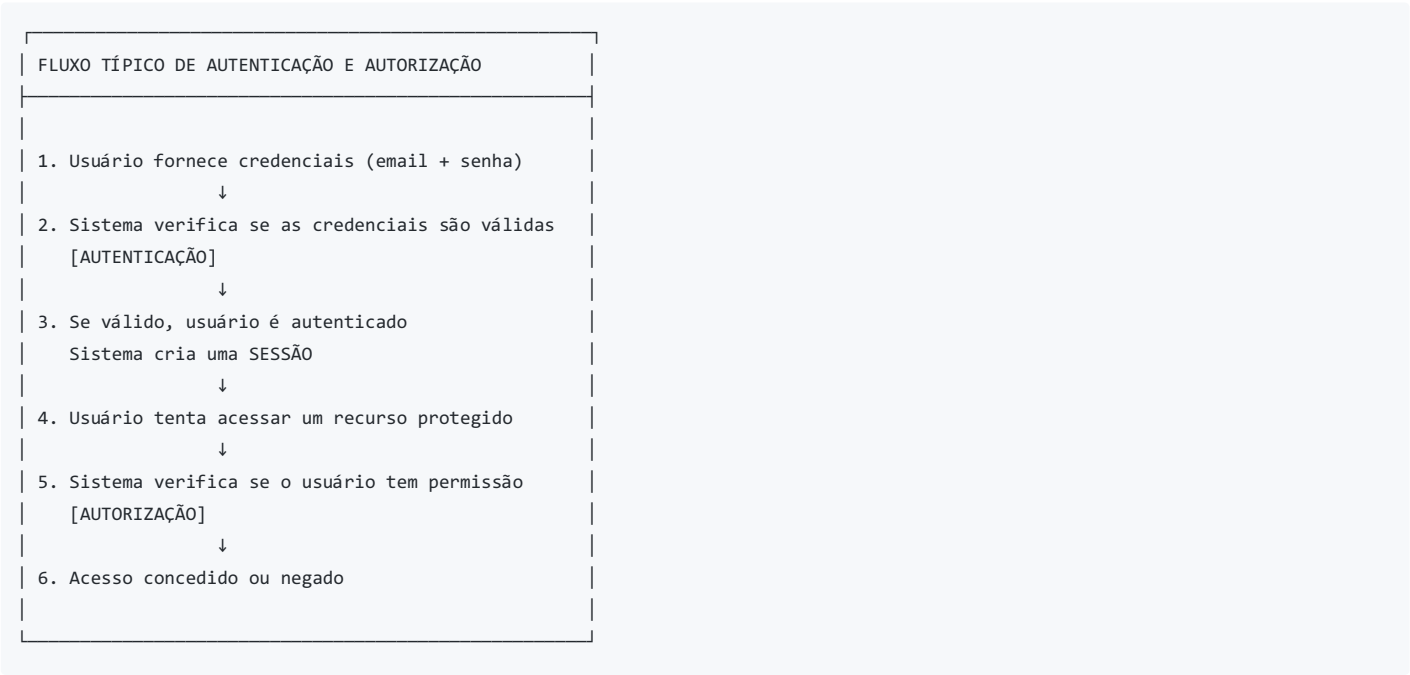 FLUXO TÍPICO DE AUTENTICAÇÃO E AUTORIZAÇÃO
1. Usuário fornece credenciais (email + senha)
↓
2. Sistema verifica se as credenciais são válidas
[AUTENTICAÇÃO]
↓
3. Se válido, usuário é autenticado
Sistema cria uma SESSÃO
↓
4. Usuário tenta acessar um recurso protegido
↓
5. Sistema verifica se o usuário tem permissão
[AUTORIZAÇÃO]
↓
6. Acesso concedido ou negado